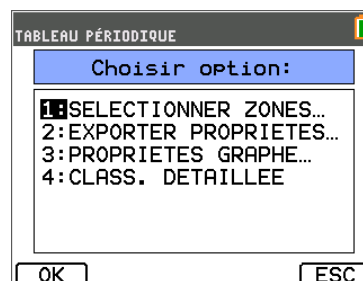 TABLEAU PÉRIODIQUE
Choisir option:
1:SELECTIONNER ZONES…
2:EXPORTER PROPRIETES…
3:PROPRIETES GRAPHE…
4:CLASS. DETAILLEE
OK ESC